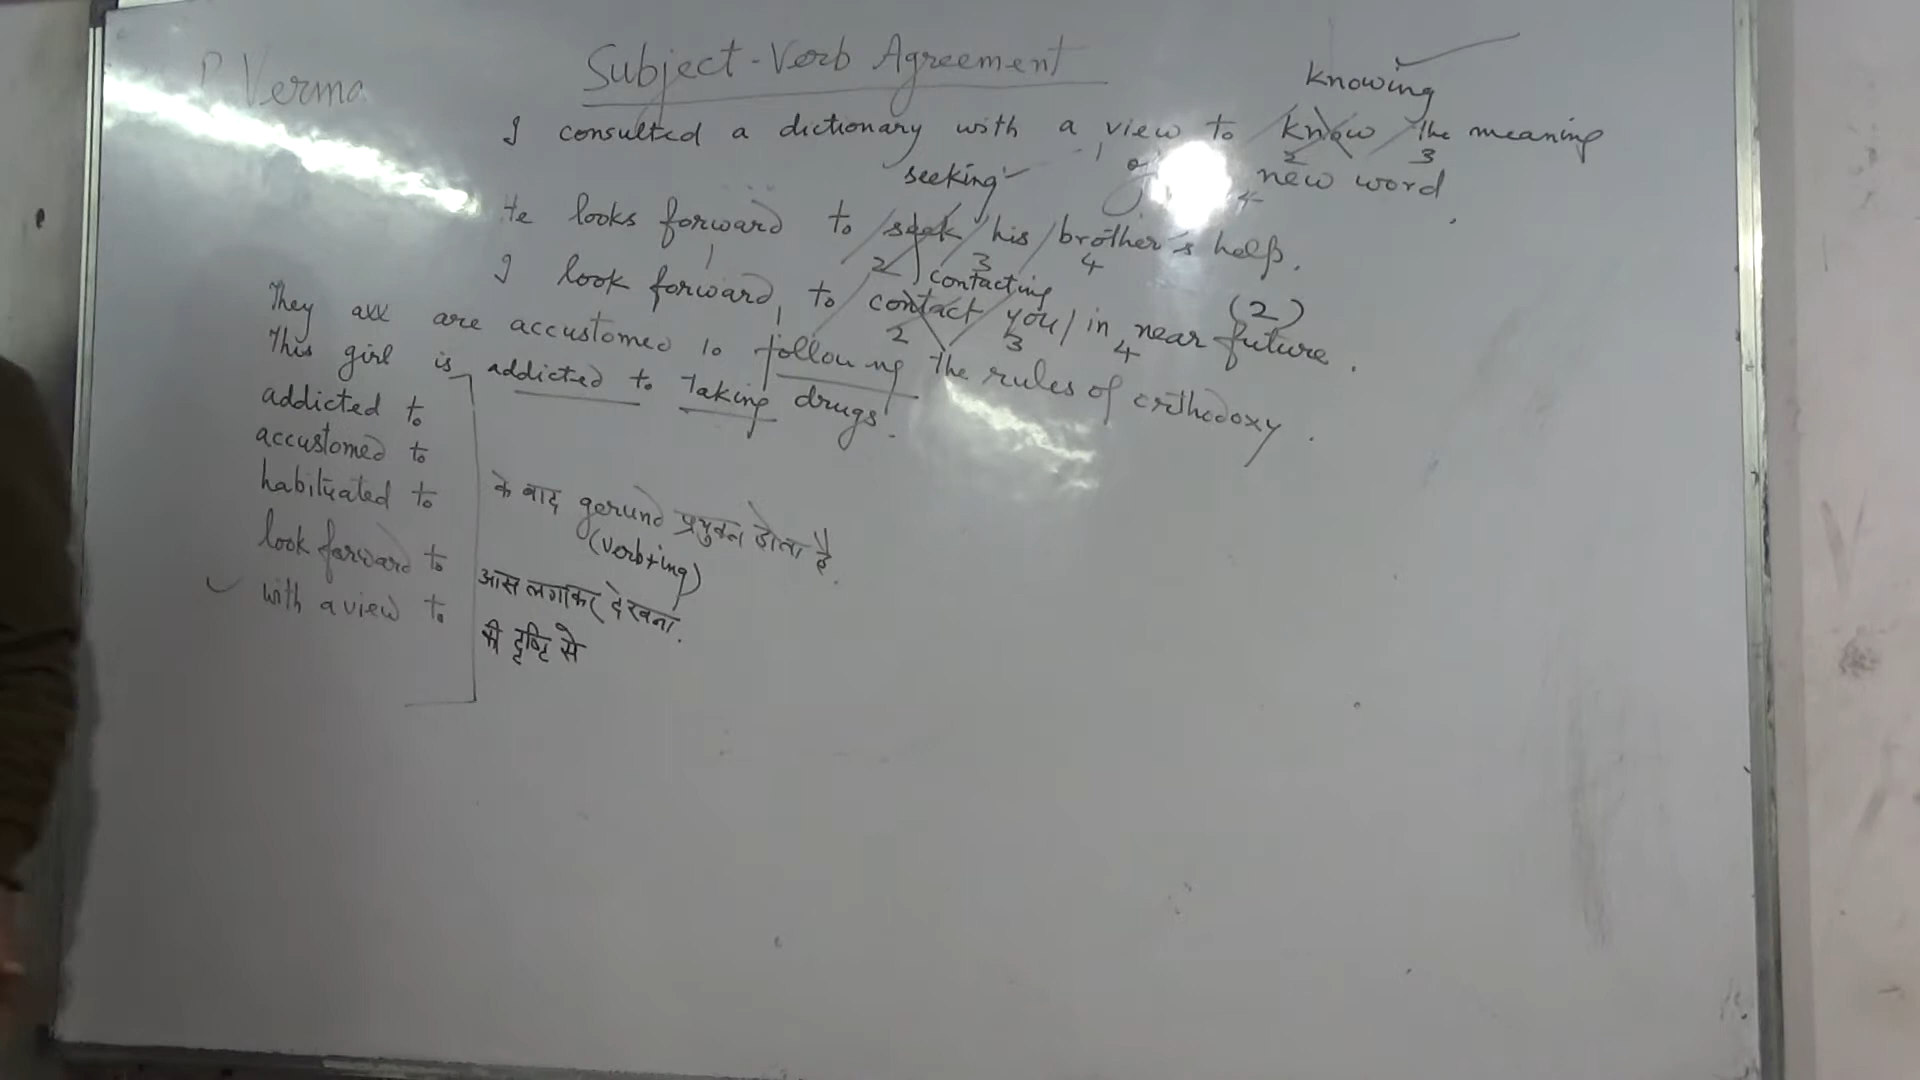 P. Verma
Subject-Verb Agreement
knowing
I consulted a dictionary with a view to know the meaning
1 2 3
of new word
4
seeking
He looks forward to seek his brother's help.
1 2 3 4
contacting
I look forward to contact you / in near future.
1 2 3 4
(2)
They all are accustomed to following the rules of orthodoxy.
This girl is addicted to taking drugs.
addicted to
accustomed to
habituated to
के बाद gerund प्रयुक्त होता है.
(verb+ing)
look forward to आस लगाकर देखना.
with a view to की दृष्टि से